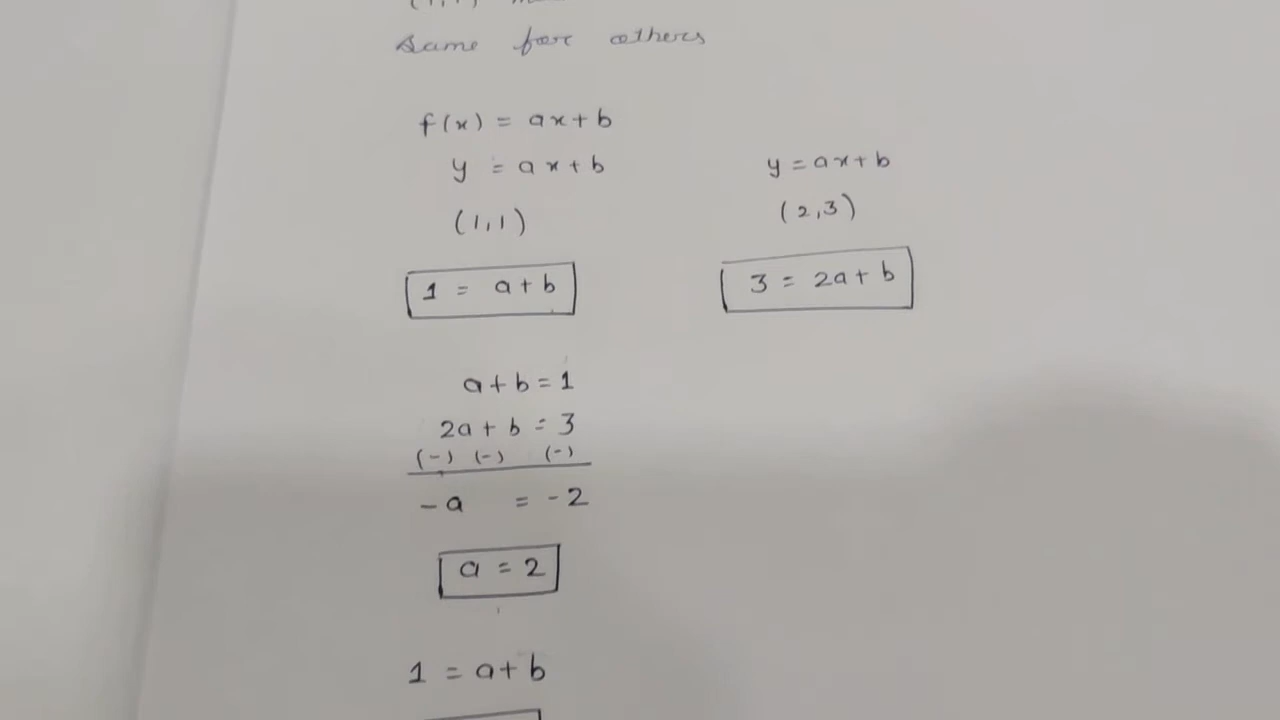 same for others
f(x) = ax + b
y = ax + b
(1,1)
1 = a + b
y = ax + b
(2,3)
3 = 2a + b
a + b = 1
2a + b = 3
(-) (-) (-)
-a = -2
a = 2
1 = a + b